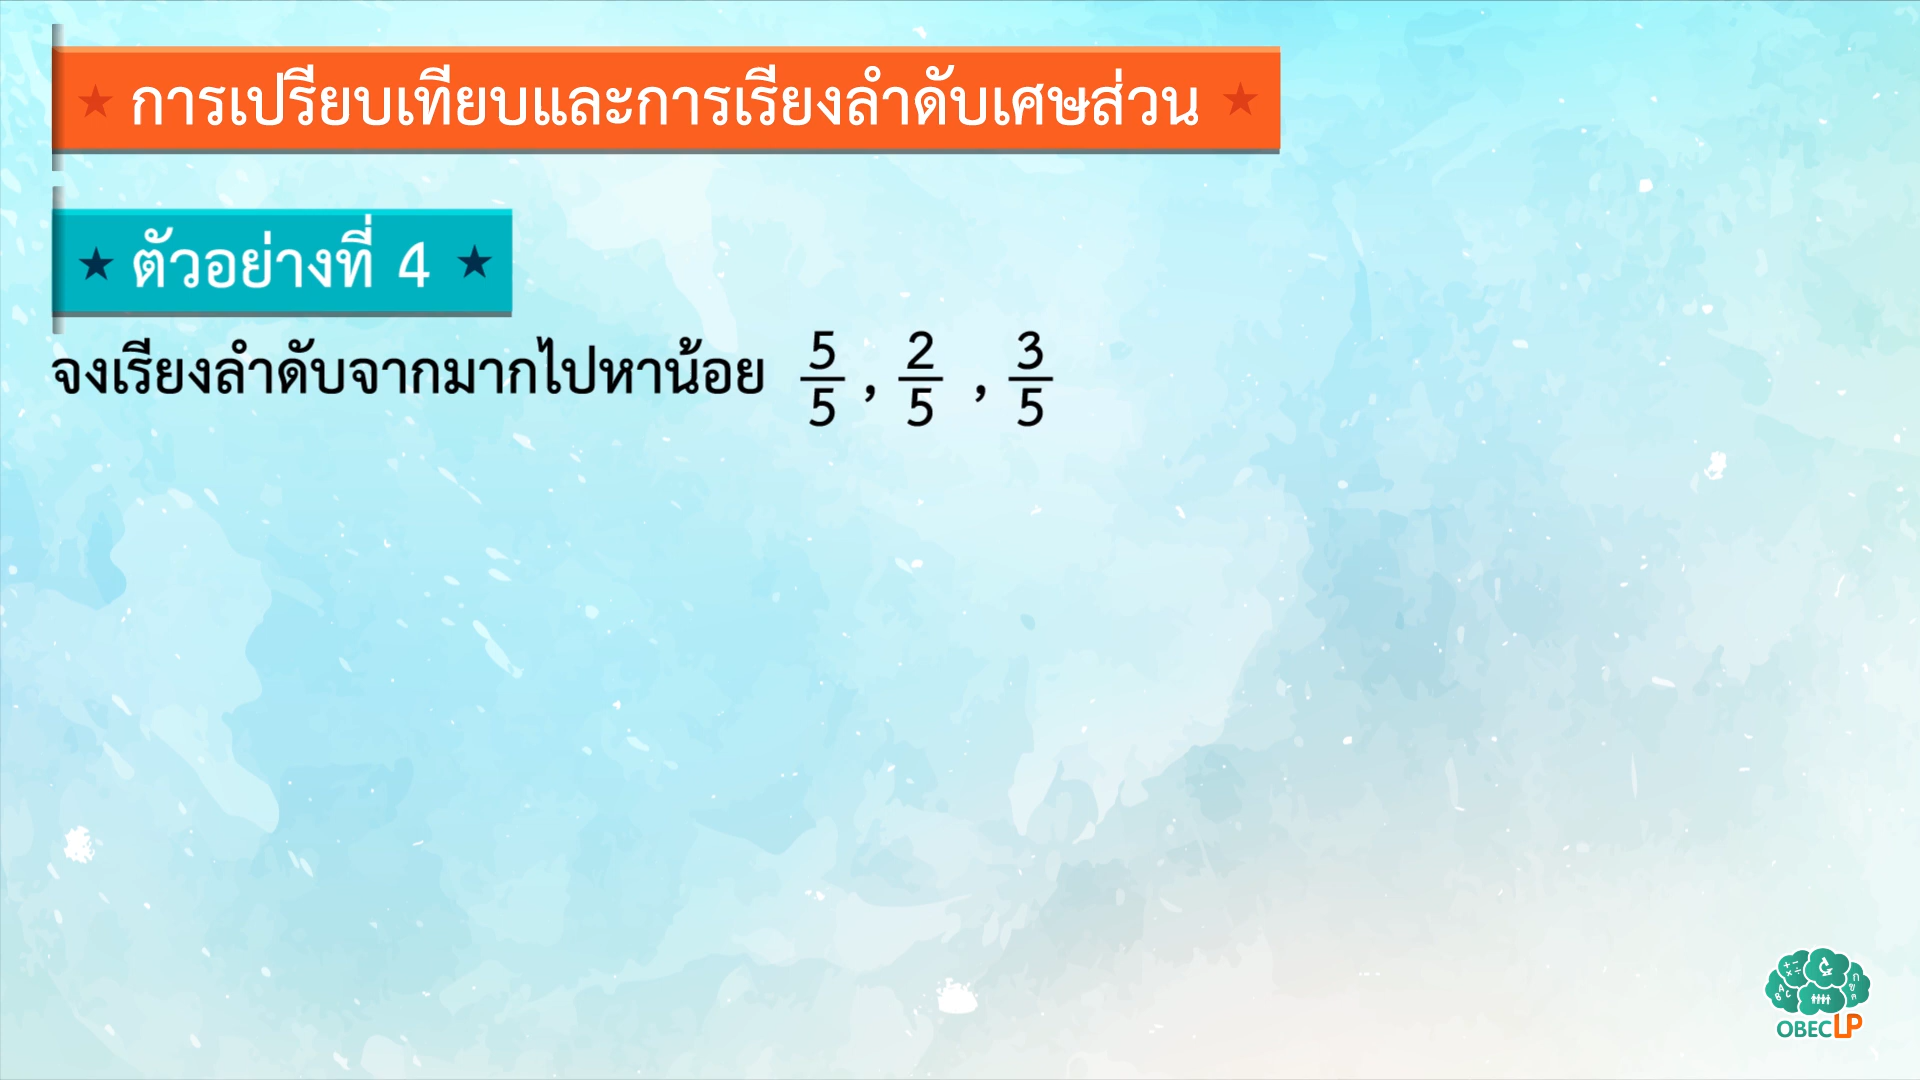 การเปรียบเทียบและการเรียงลำดับเศษส่วน
ตัวอย่างที่ 4
จงเรียงลำดับจากมากไปหาน้อย 5/5 , 2/5 , 3/5
OBECLP